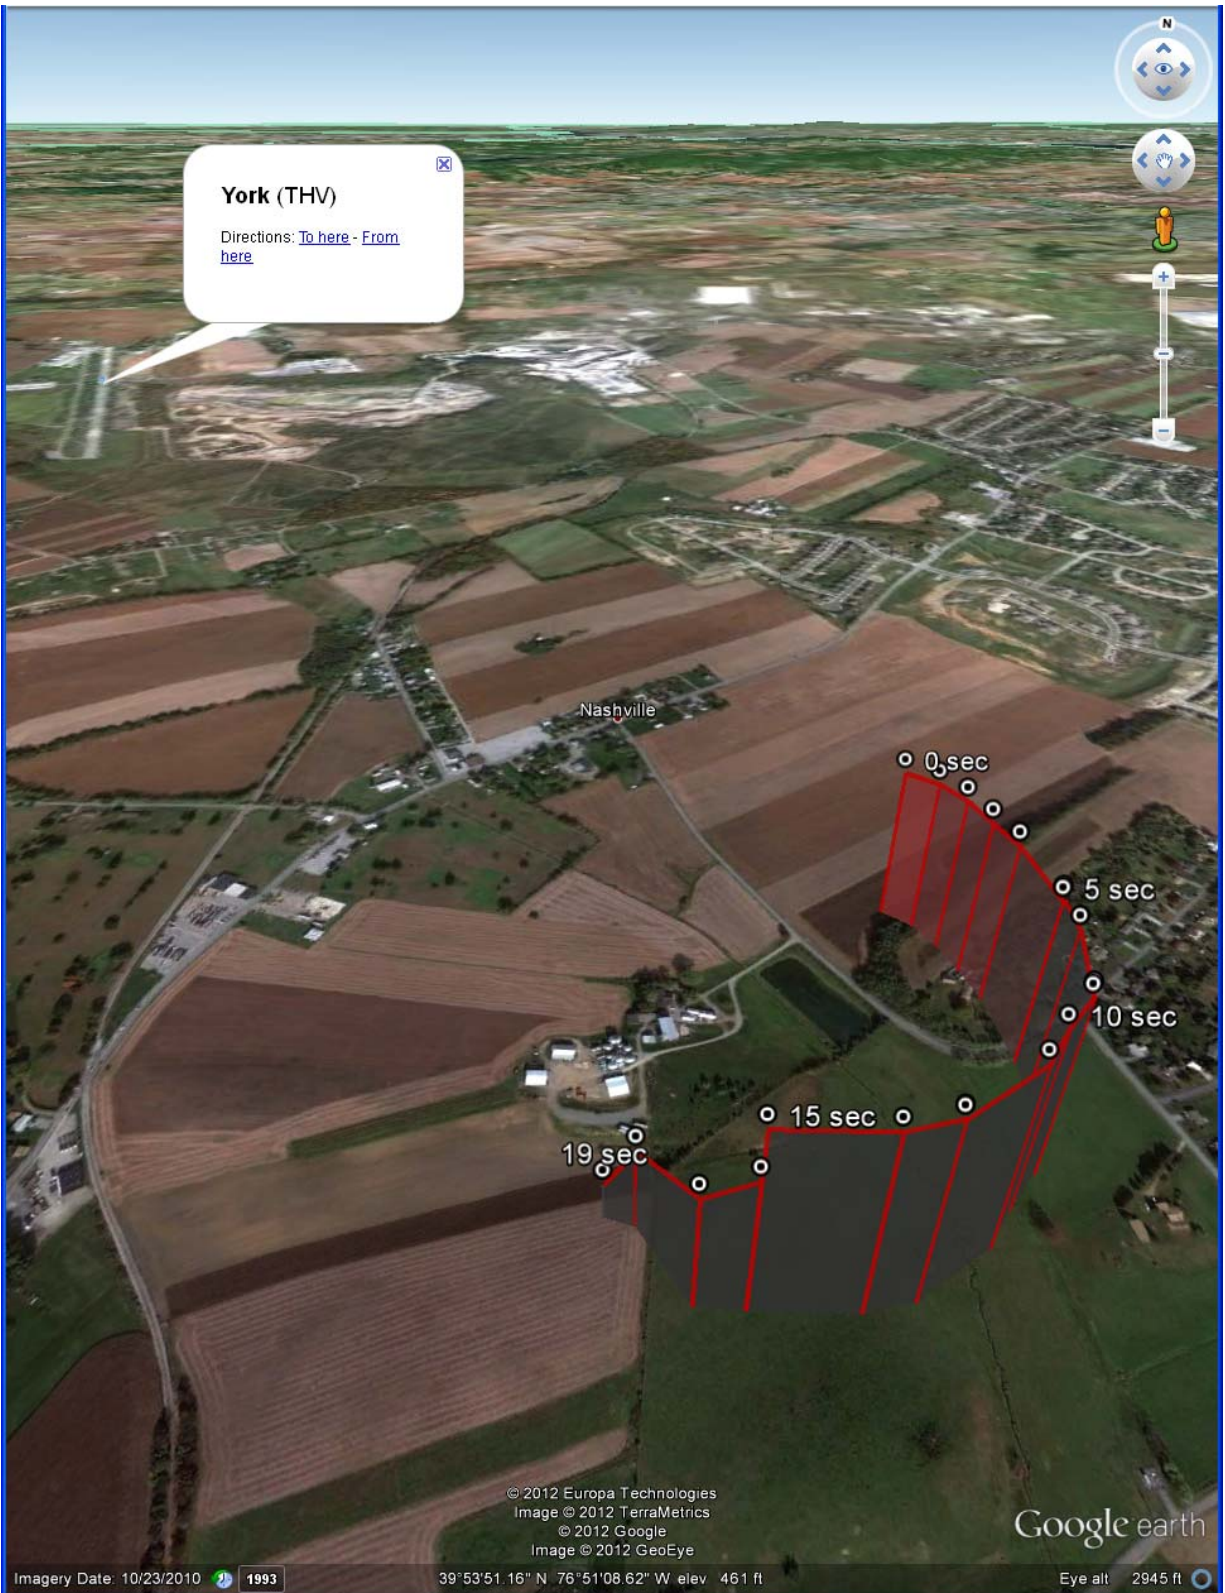 N
York (THV)
Directions: To here - From
here
Nashville
0 sec
5 sec
10 sec
15 sec
19 sec
© 2012 Europa Technologies
Image © 2012 TerraMetrics
© 2012 Google
Image © 2012 GeoEye
Google earth
Imagery Date: 10/23/2010 1993 39°53'51.16" N 76°51'08.62" W elev 461 ft Eye alt 2945 ft